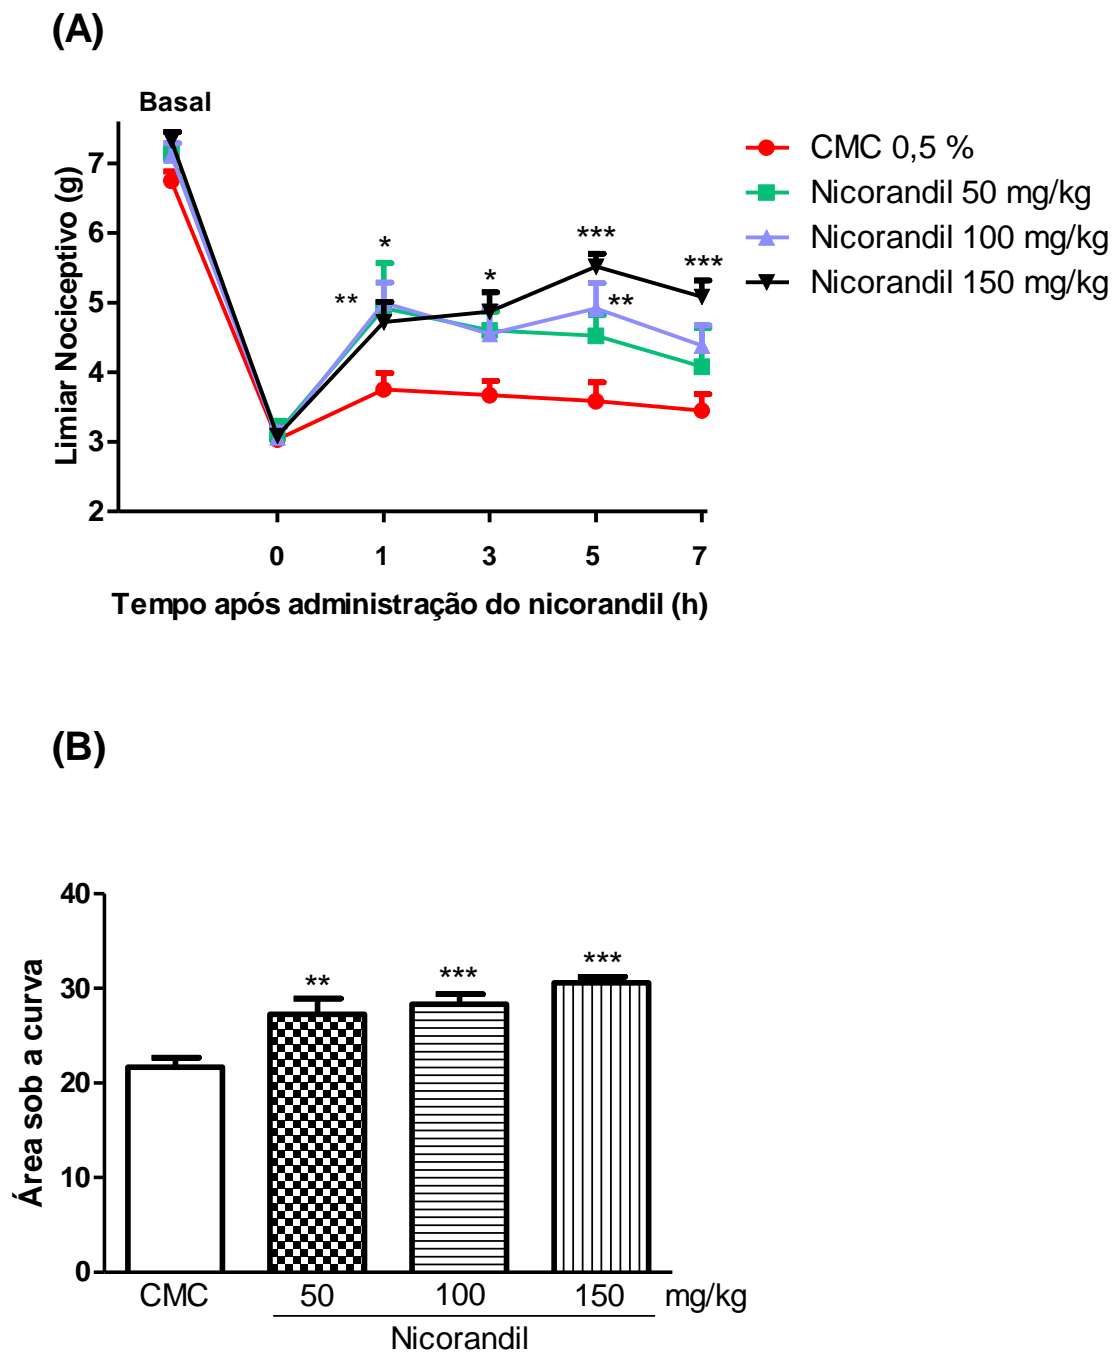 (A)
Basal
7
6
5
4
3
2
Limiar Nociceptivo (g)
*
**
*
***
**
***
0 1 3 5 7
Tempo após administração do nicorandil (h)
CMC 0,5 %
Nicorandil 50 mg/kg
Nicorandil 100 mg/kg
Nicorandil 150 mg/kg
(B)
40
30
20
10
0
Área sob a curva
**
***
***
CMC 50 100 150 mg/kg
Nicorandil